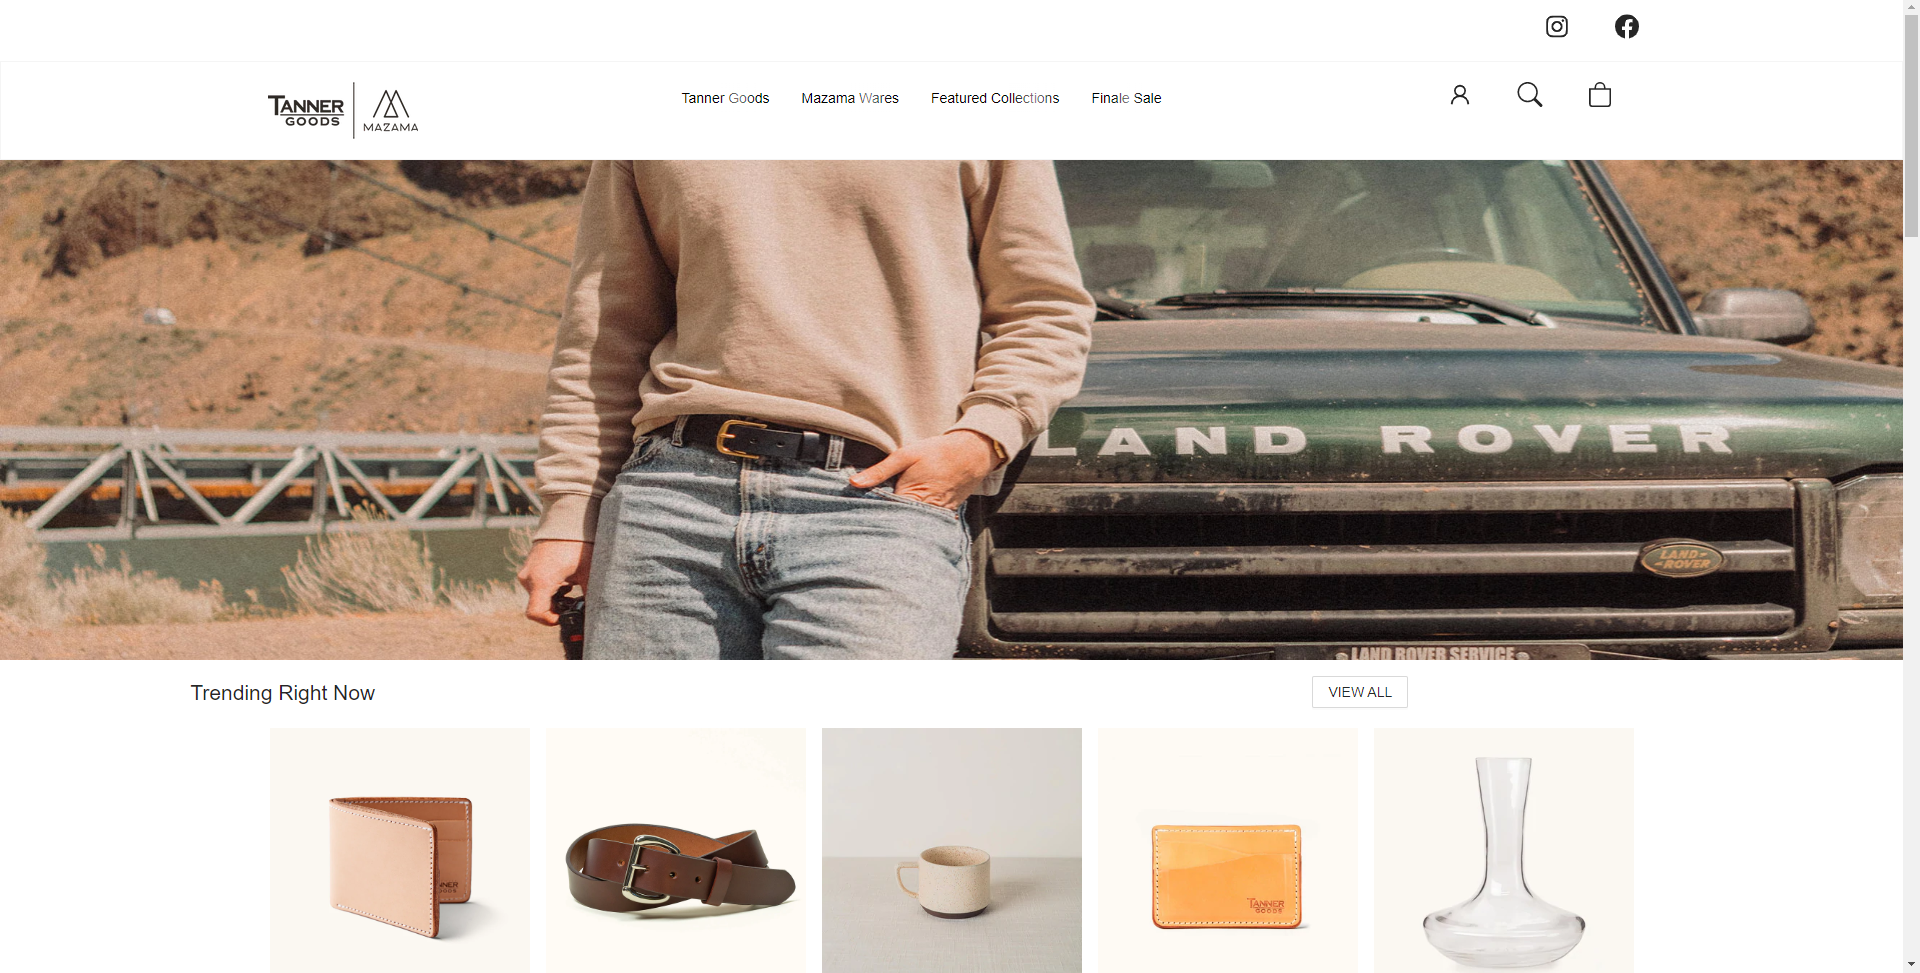 TANNER
GOODS
MAZAMA
Tanner Goods
Mazama Wares
Featured Collections
Finale Sale
LAND ROVER
LAND
ROVER
LAND ROVER SERVICE
Trending Right Now
VIEW ALL
TANNER
GOODS